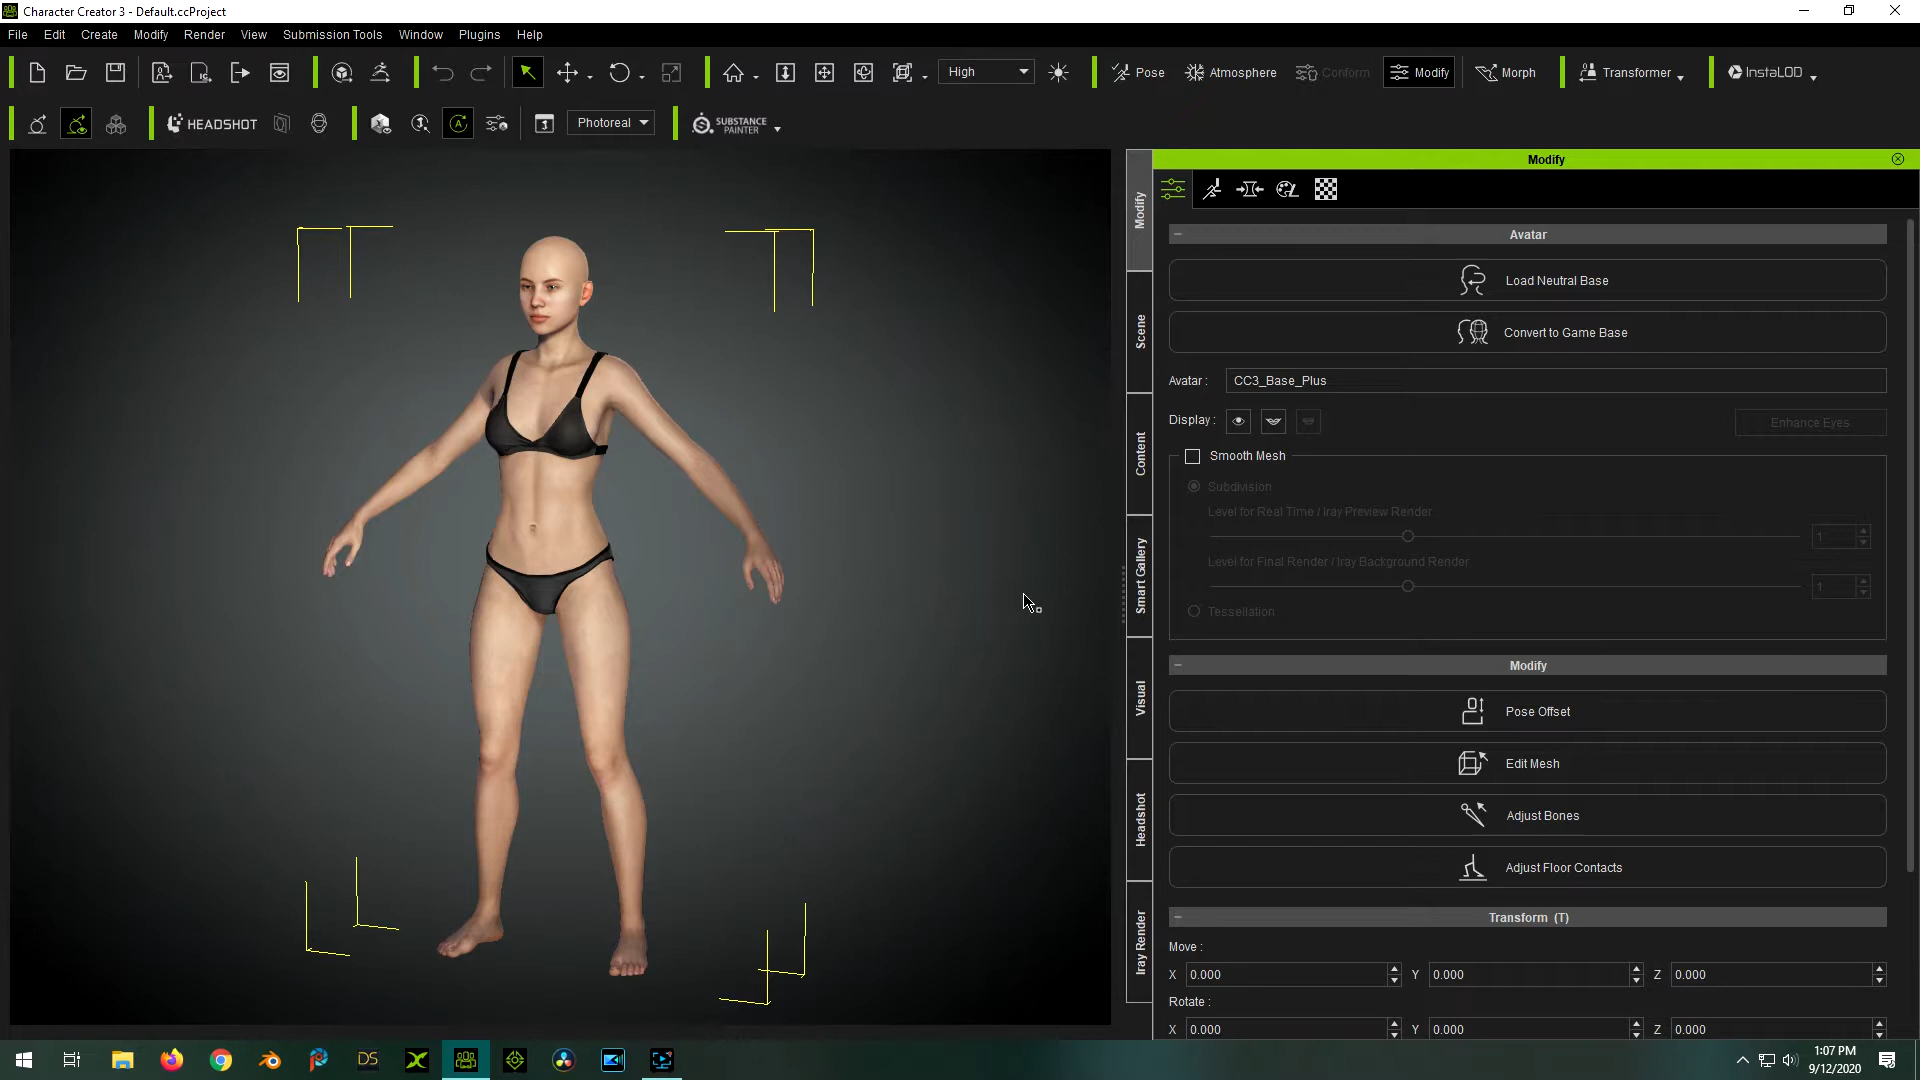 Character Creator 3 - Default.ccProject
File Edit Create Modify Render View Submission Tools Window Plugins Help
High Pose Atmosphere Conform Modify Morph Transformer InstaLOD
HEADSHOT Photoreal SUBSTANCE PAINTER
Modify
Modify
Scene
Content
Smart Gallery
Visual
Headshot
Iray Render
Avatar
Load Neutral Base
Convert to Game Base
Avatar : CC3_Base_Plus
Display : Enhance Eyes
Smooth Mesh
Subdivision
Level for Real Time / Iray Preview Render
1
Level for Final Render / Iray Background Render
1
Tessellation
Modify
Pose Offset
Edit Mesh
Adjust Bones
Adjust Floor Contacts
Transform (T)
Move :
X 0.000 Y 0.000 Z 0.000
Rotate :
X 0.000 Y 0.000 Z 0.000
DS
1:07 PM
9/12/2020